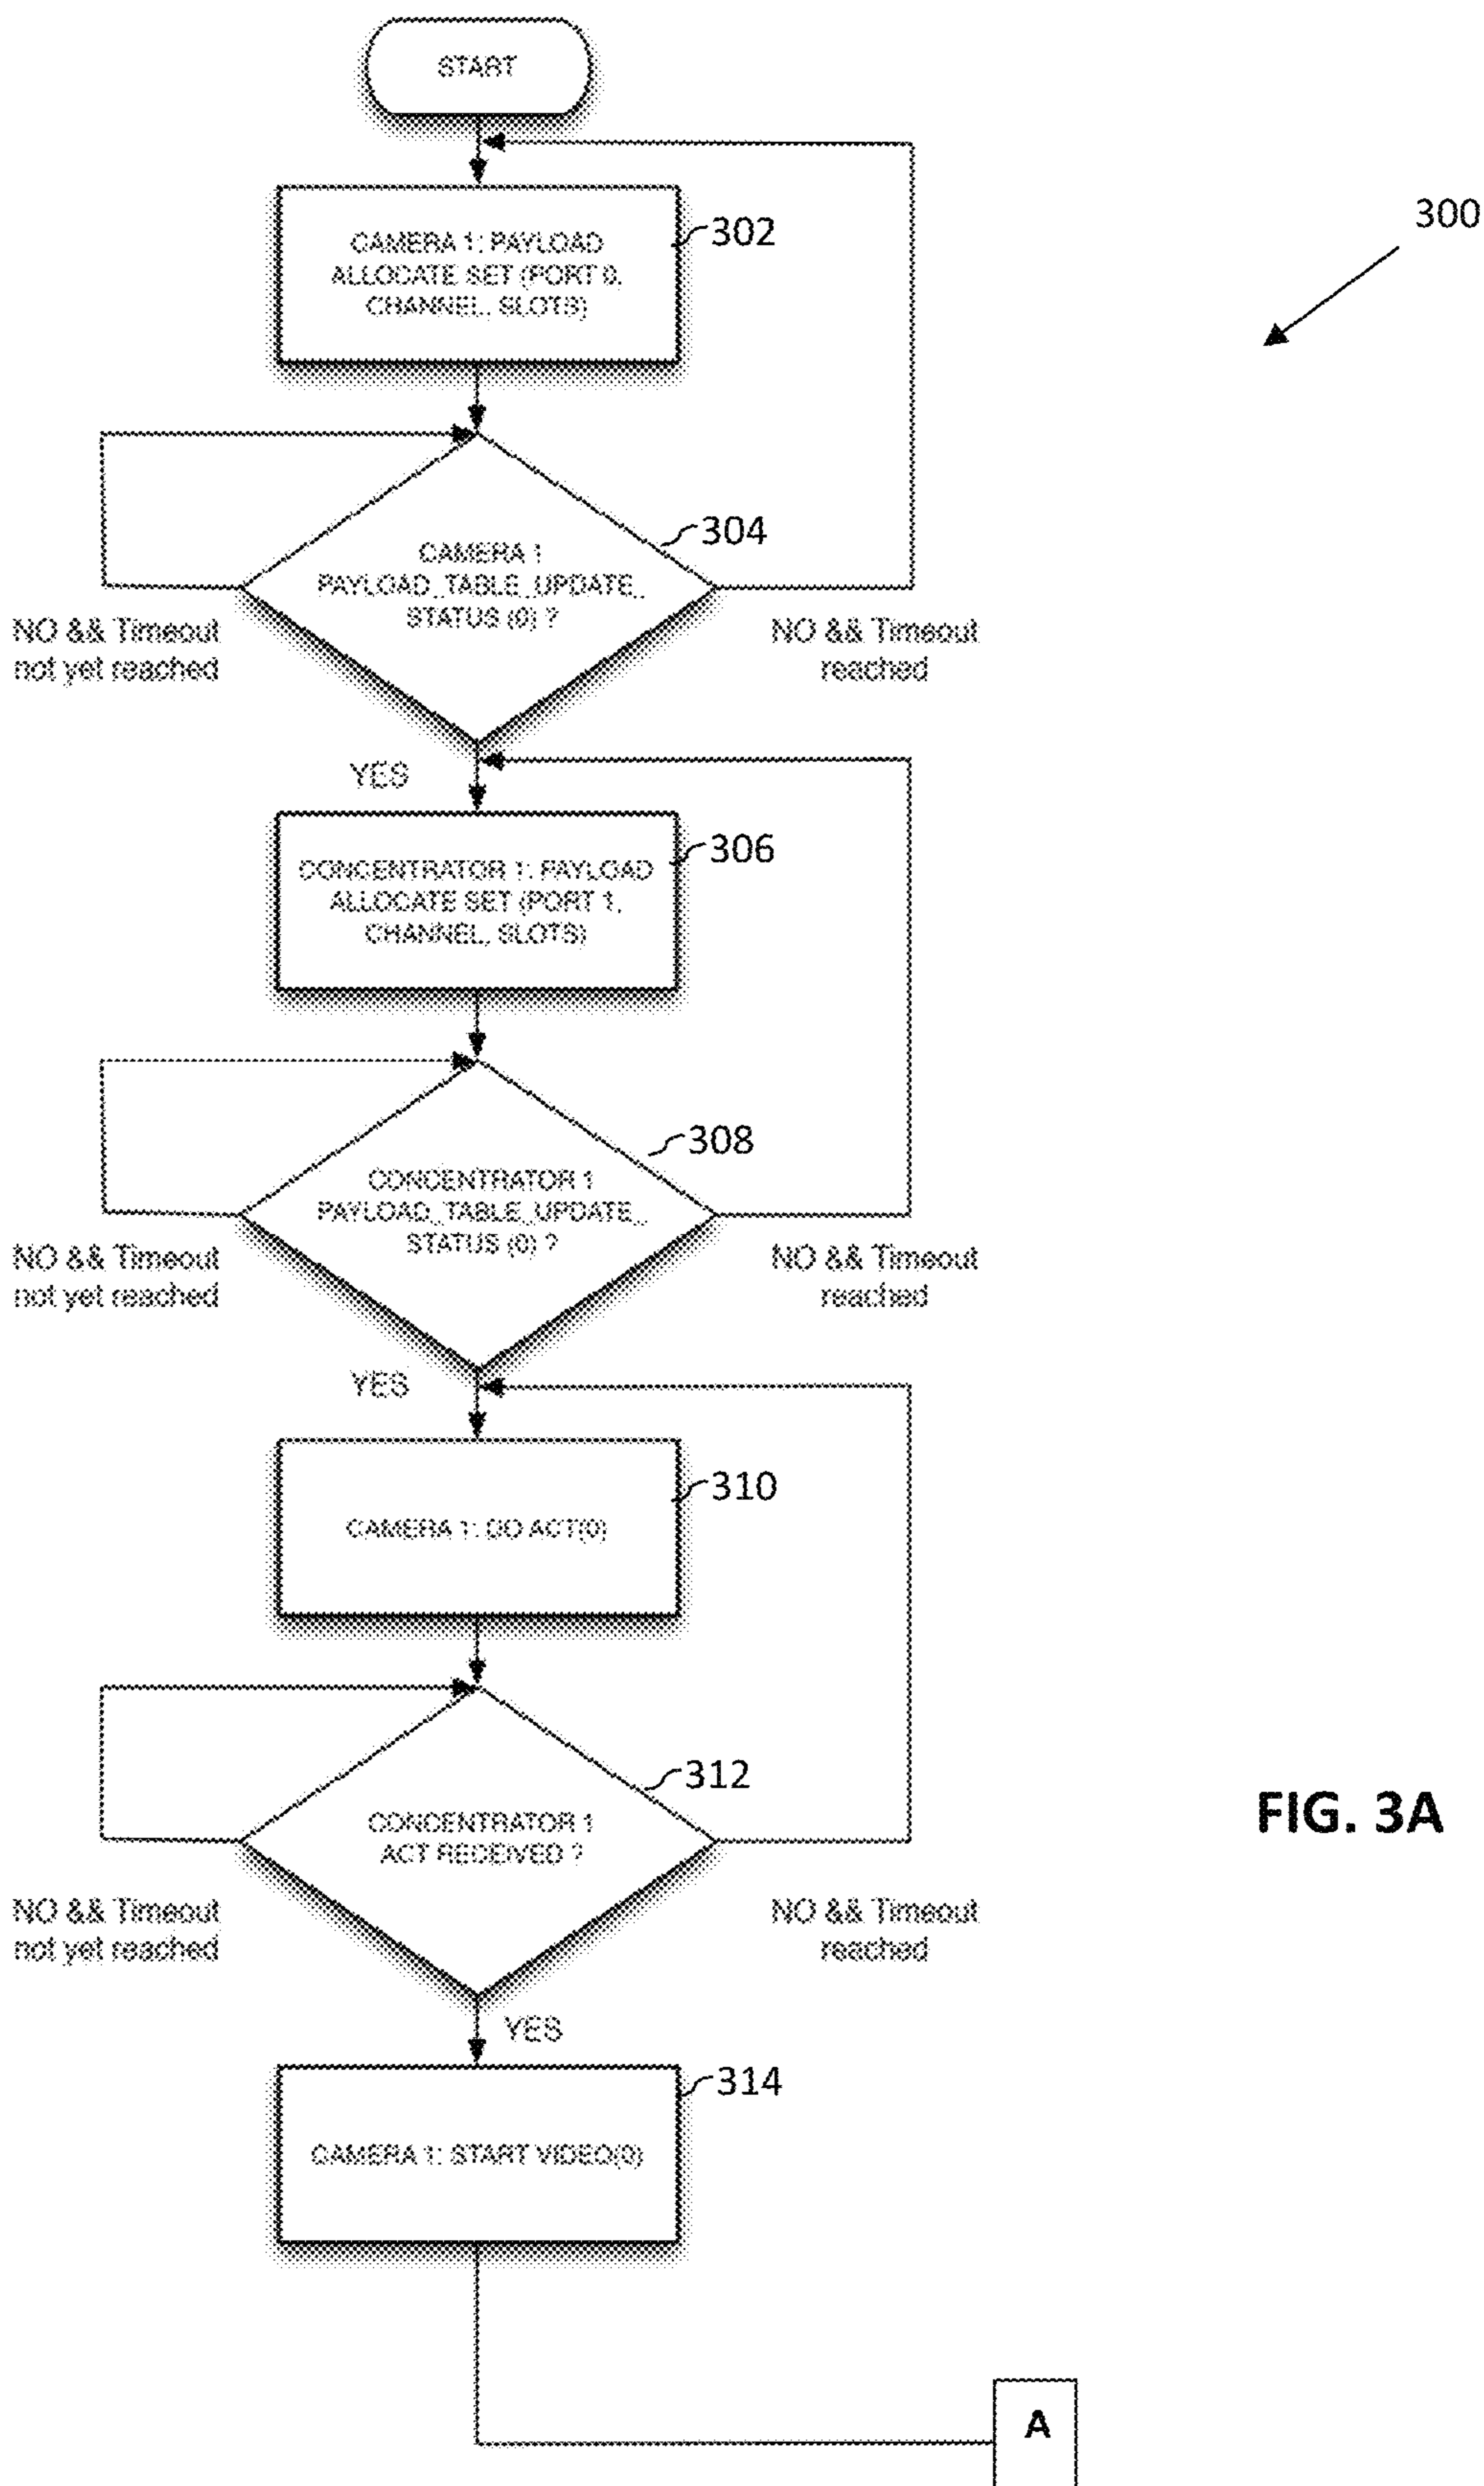 START
300
302
CAMERA 1: PAYLOAD
ALLOCATE SET (PORT 0,
CHANNEL, SLOTS)
304
CAMERA 1
PAYLOAD_TABLE_UPDATE_
STATUS (0) ?
NO && Timeout
not yet reached
NO && Timeout
reached
YES
306
CONCENTRATOR 1: PAYLOAD
ALLOCATE SET (PORT 1,
CHANNEL, SLOTS)
308
CONCENTRATOR 1
PAYLOAD_TABLE_UPDATE_
STATUS (0) ?
NO && Timeout
not yet reached
NO && Timeout
reached
YES
310
CAMERA 1: DO ACT(0)
312
CONCENTRATOR 1
ACT RECEIVED ?
FIG. 3A
NO && Timeout
not yet reached
NO && Timeout
reached
YES
314
CAMERA 1: START VIDEO(0)
A